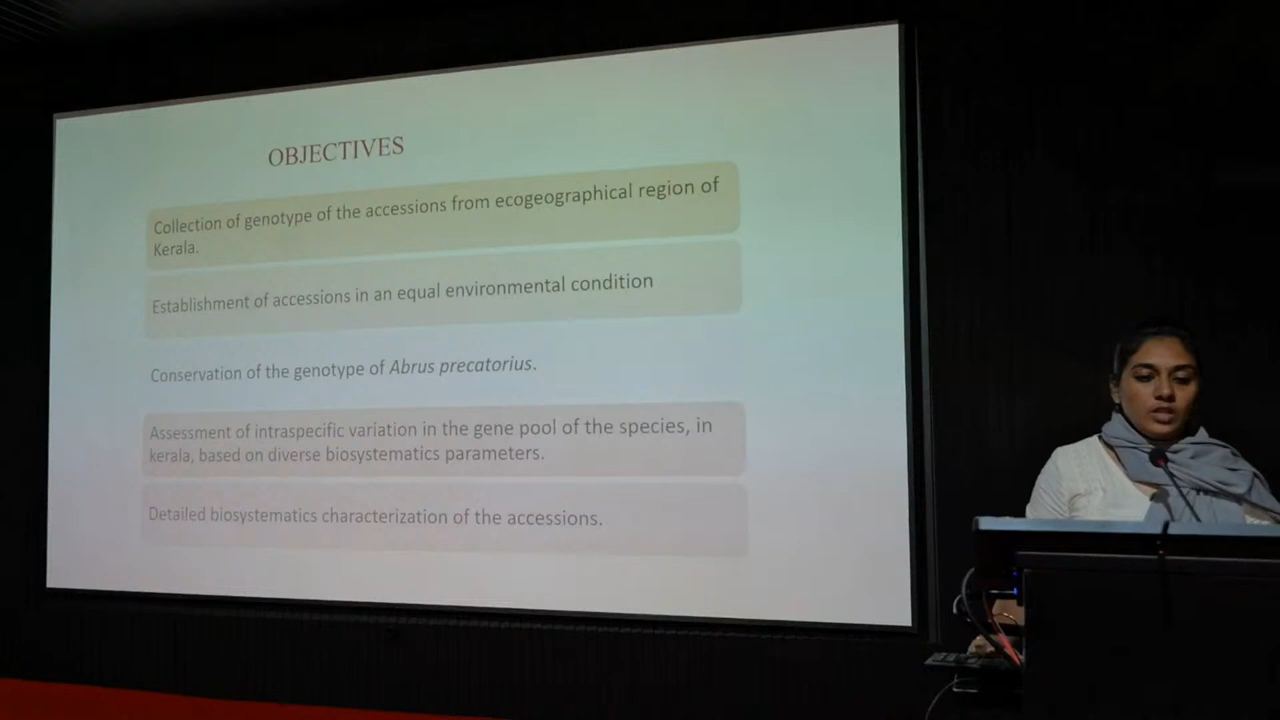 OBJECTIVES
Collection of genotype of the accessions from ecogeographical region of
Kerala.
Establishment of accessions in an equal environmental condition
Conservation of the genotype of Abrus precatorius.
Assessment of intraspecific variation in the gene pool of the species, in
kerala, based on diverse biosystematics parameters.
Detailed biosystematics characterization of the accessions.